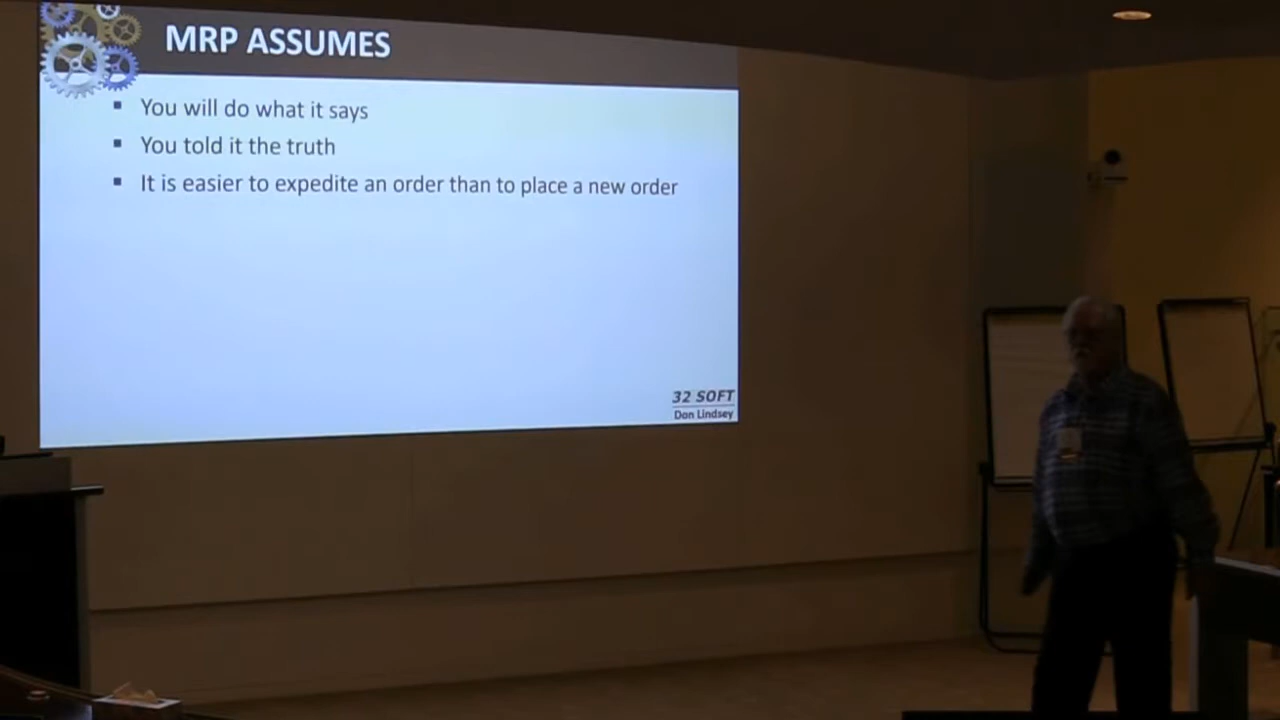 MRP ASSUMES
You will do what it says
You told it the truth
It is easier to expedite an order than to place a new order
32 SOFT
Dan Lindsey